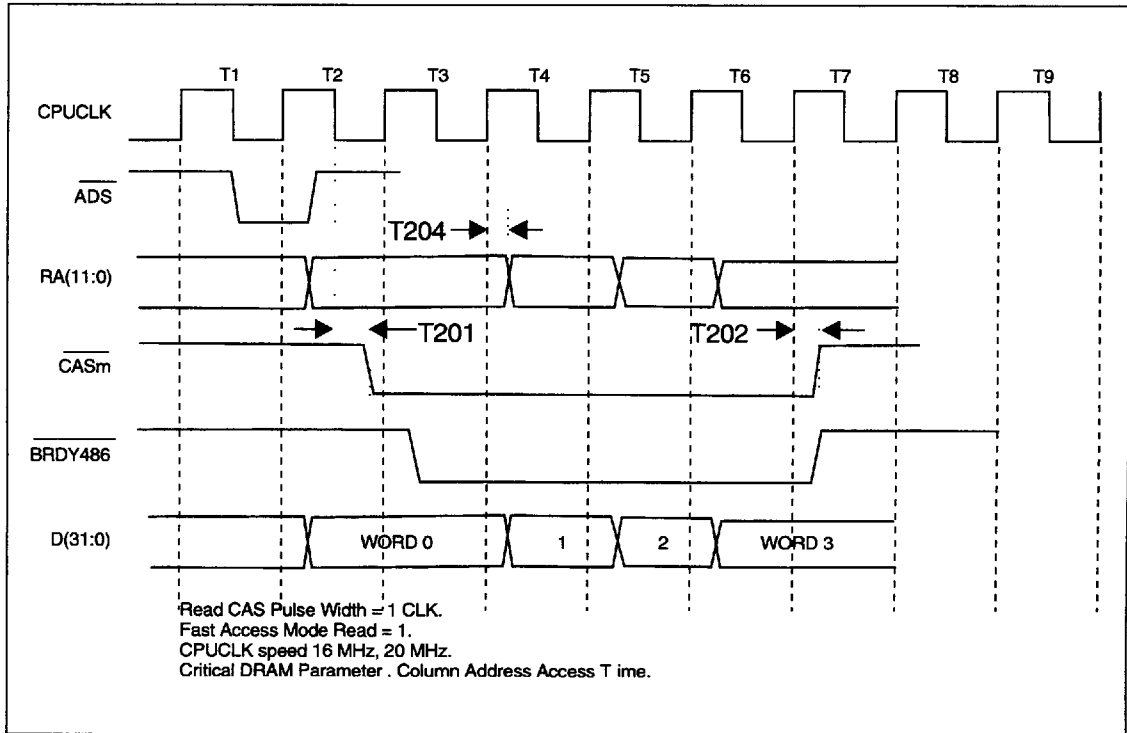 T1 T2 T3 T4 T5 T6 T7 T8 T9
CPUCLK
ADS
T204
RA(11:0)
T201 T202
CASm
BRDY486
D(31:0) WORD 0 1 2 WORD 3
Read CAS Pulse Width = 1 CLK.
Fast Access Mode Read = 1.
CPUCLK speed 16 MHz, 20 MHz.
Critical DRAM Parameter . Column Address Access T ime.